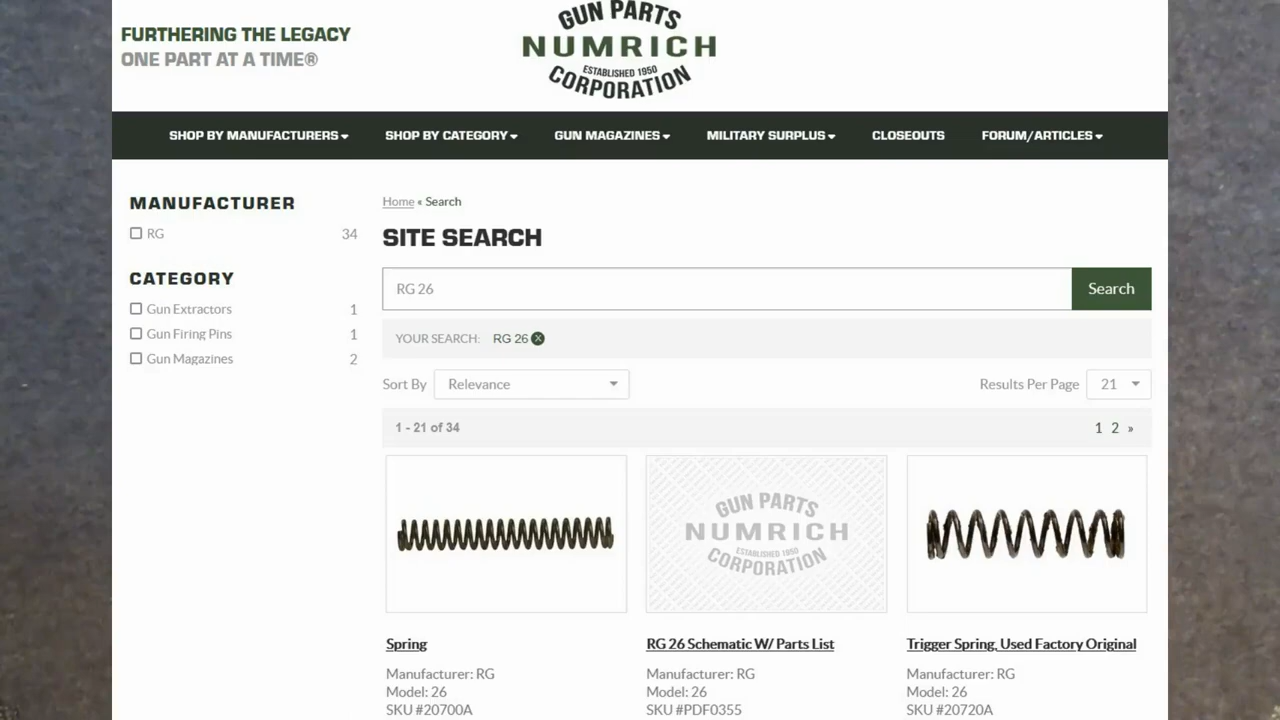 FURTHERING THE LEGACY
ONE PART AT A TIME®
GUN PARTS
NUMRICH
ESTABLISHED 1950
CORPORATION
SHOP BY MANUFACTURERS
SHOP BY CATEGORY
GUN MAGAZINES
MILITARY SURPLUS
CLOSEOUTS
FORUM/ARTICLES
MANUFACTURER
RG 34
CATEGORY
Gun Extractors 1
Gun Firing Pins 1
Gun Magazines 2
Home « Search
SITE SEARCH
RG 26 Search
YOUR SEARCH: RG 26 X
Sort By Relevance
Results Per Page 21
1 - 21 of 34
1 2 »
GUN PARTS
NUMRICH
ESTABLISHED 1950
CORPORATION
Spring
Manufacturer: RG
Model: 26
SKU #20700A
RG 26 Schematic W/ Parts List
Manufacturer: RG
Model: 26
SKU #PDF0355
Trigger Spring, Used Factory Original
Manufacturer: RG
Model: 26
SKU #20720A